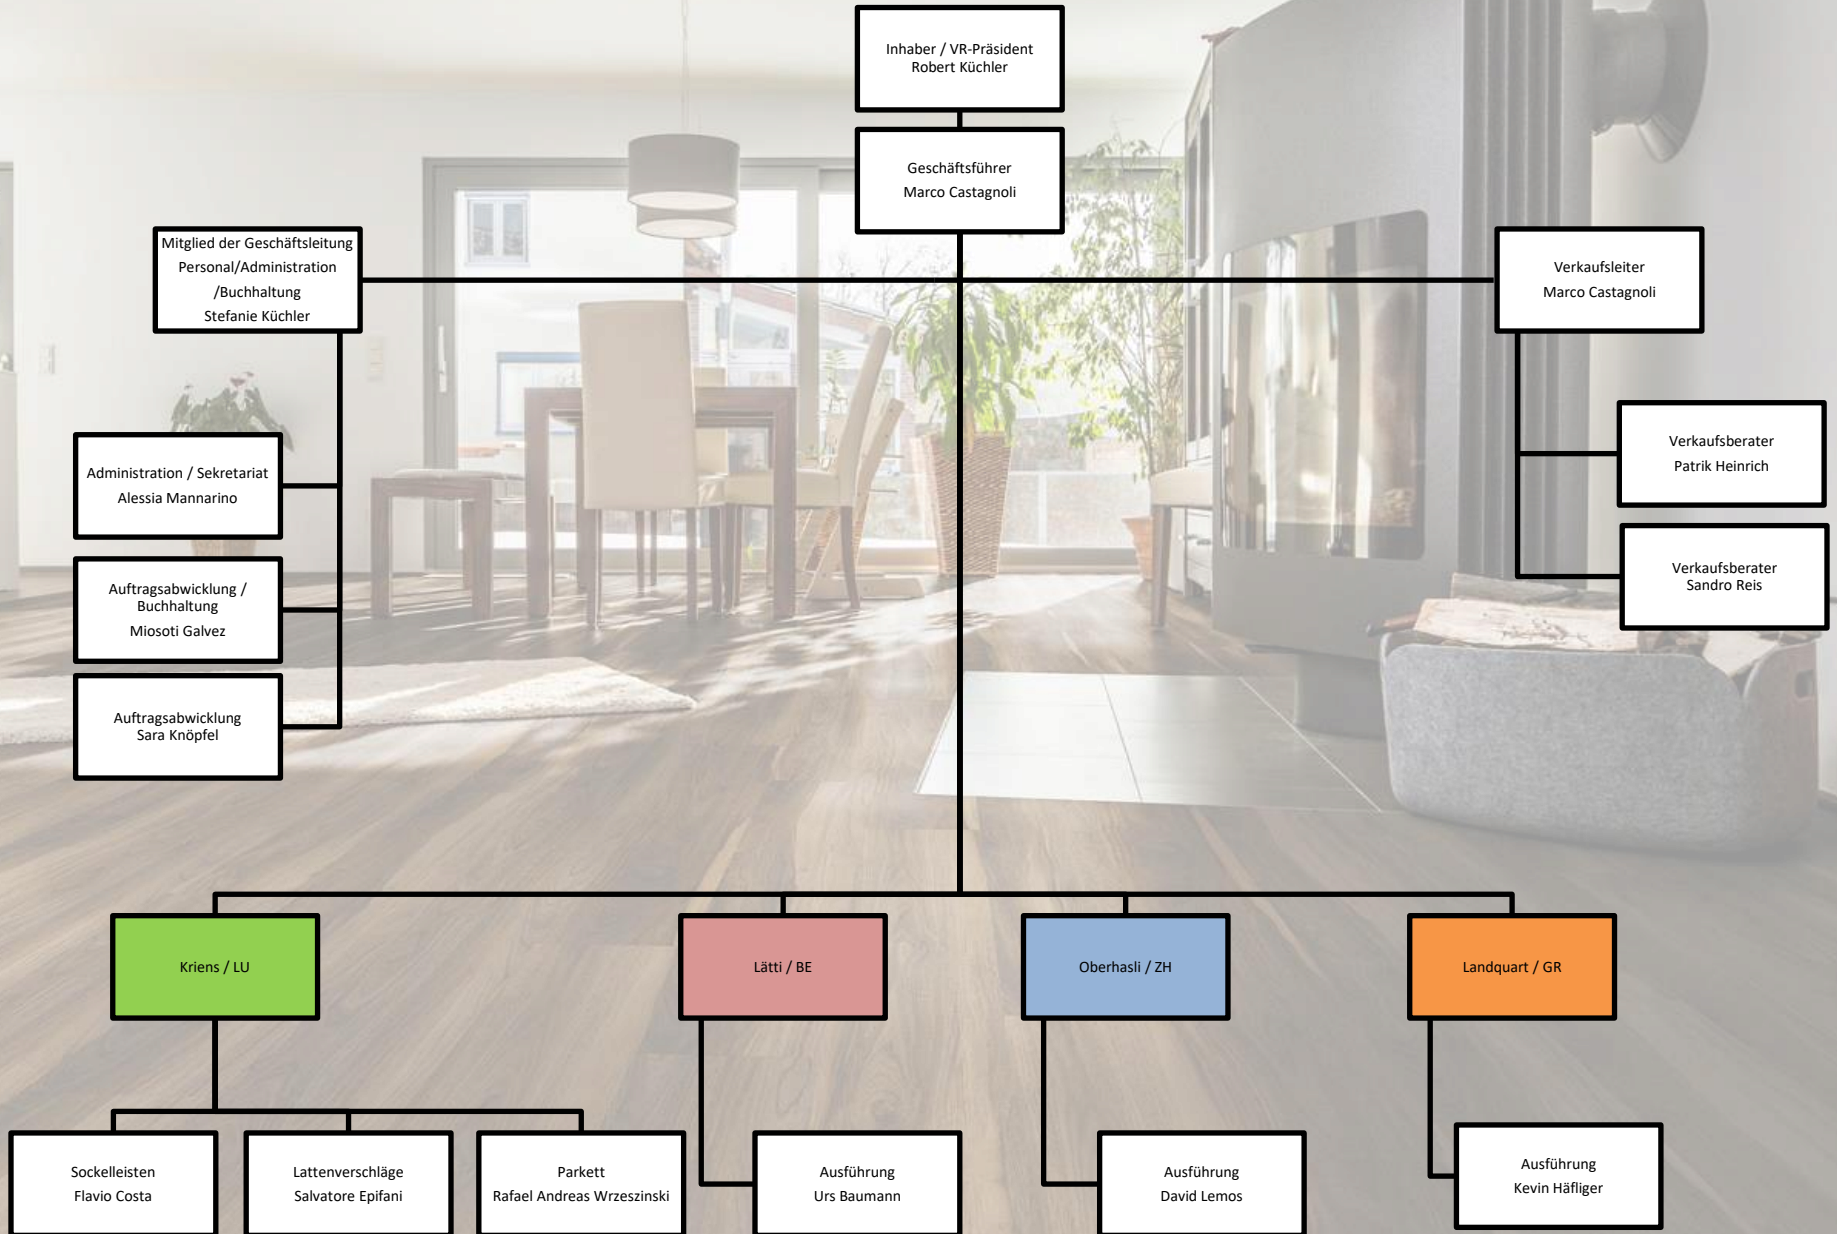 Inhaber / VR-Präsident
Robert Küchler
Geschäftsführer
Marco Castagnoli
Mitglied der Geschäftsleitung
Personal/Administration
/Buchhaltung
Stefanie Küchler
Verkaufsleiter
Marco Castagnoli
Administration / Sekretariat
Alessia Mannarino
Auftragsabwicklung /
Buchhaltung
Miosoti Galvez
Auftragsabwicklung
Sara Knöpfel
Verkaufsberater
Patrik Heinrich
Verkaufsberater
Sandro Reis
Kriens / LU
Lätti / BE
Oberhasli / ZH
Landquart / GR
Sockelleisten
Flavio Costa
Lattenverschläge
Salvatore Epifani
Parkett
Rafael Andreas Wrzeszinski
Ausführung
Urs Baumann
Ausführung
David Lemos
Ausführung
Kevin Häfliger